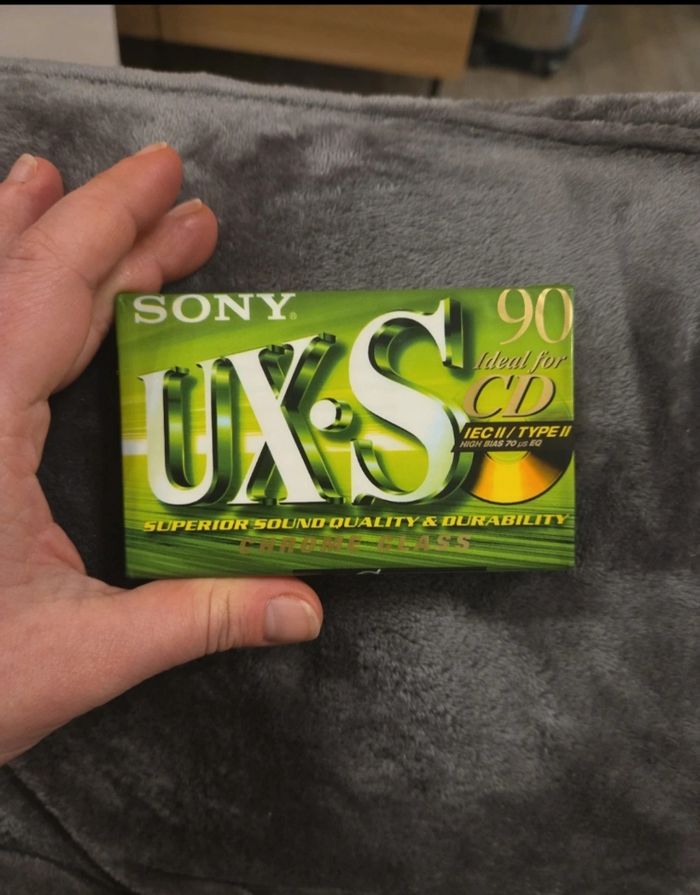 SONY®
90
UX·S
Ideal for
CD
IEC II / TYPE II
HIGH BIAS 70 µs EQ
SUPERIOR SOUND QUALITY & DURABILITY
CHROME CLASS